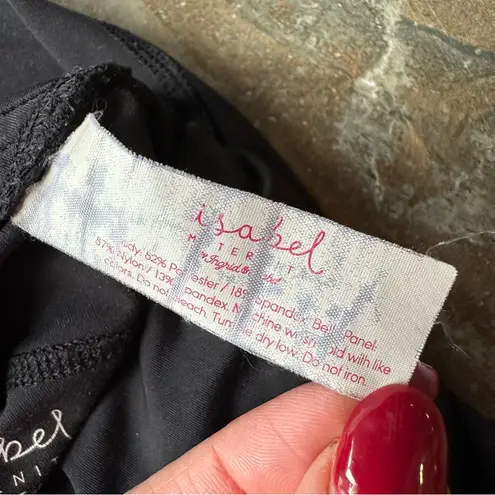 isabel
MATERNITY
by Ingrid & Isabel
Body: 82% Polyester / 18% Spandex. Belly Panel:
87% Nylon / 13% Spandex. Machine wash cold with like
colors. Do not bleach. Tumble dry low. Do not iron.
bel
NIT